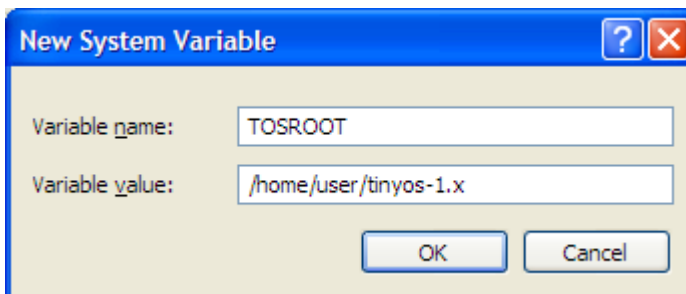 New System Variable
Variable name: TOSROOT
Variable value: /home/user/tinyos-1.x
OK Cancel